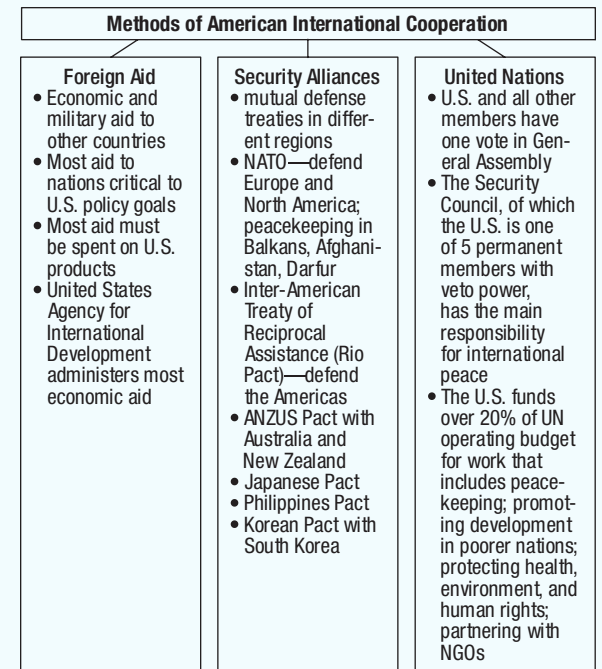 Methods of American International Cooperation
Foreign Aid
• Economic and
military aid to
other countries
• Most aid to
nations critical to
U.S. policy goals
• Most aid must
be spent on U.S.
products
• United States
Agency for
International
Development
administers most
economic aid
Security Alliances
• mutual defense
treaties in differ-
ent regions
• NATO—defend
Europe and
North America;
peacekeeping in
Balkans, Afghani-
stan, Darfur
• Inter-American
Treaty of
Reciprocal
Assistance (Rio
Pact)—defend
the Americas
• ANZUS Pact with
Australia and
New Zealand
• Japanese Pact
• Philippines Pact
• Korean Pact with
South Korea
United Nations
• U.S. and all other
members have
one vote in Gen-
eral Assembly
• The Security
Council, of which
the U.S. is one
of 5 permanent
members with
veto power,
has the main
responsibility
for international
peace
• The U.S. funds
over 20% of UN
operating budget
for work that
includes peace-
keeping; promot-
ing development
in poorer nations;
protecting health,
environment, and
human rights;
partnering with
NGOs